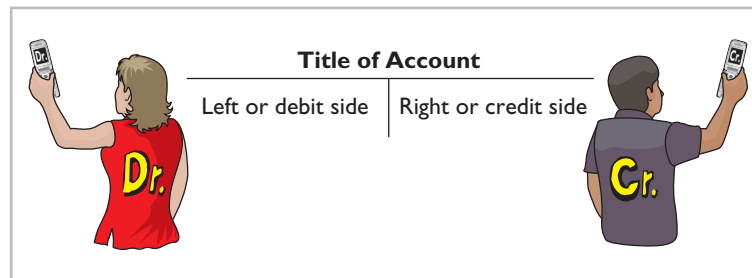 Dr.
Cr.
Title of Account
Left or debit side
Right or credit side
Dr.
Cr.